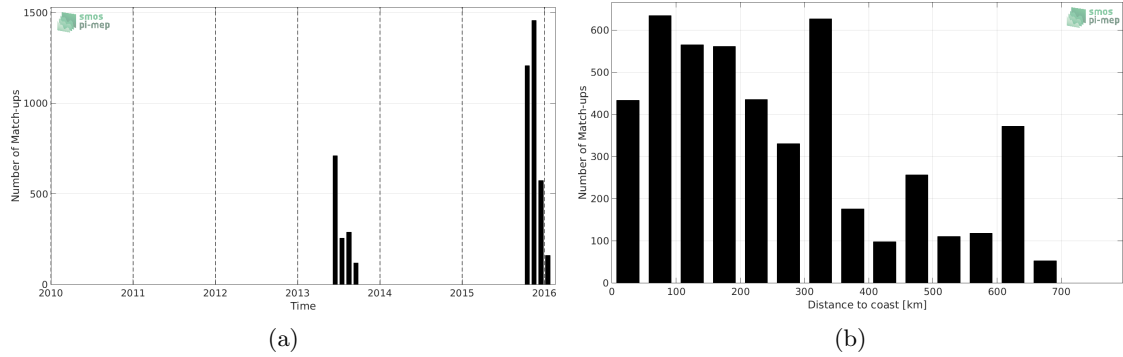 smos
pi-mep
1500
1000
500
0
Number of Match-ups
2010 2011 2012 2013 2014 2015 2016
Time
(a)
smos
pi-mep
600
500
400
300
200
100
0
Number of Match-ups
0 100 200 300 400 500 600 700
Distance to coast [km]
(b)